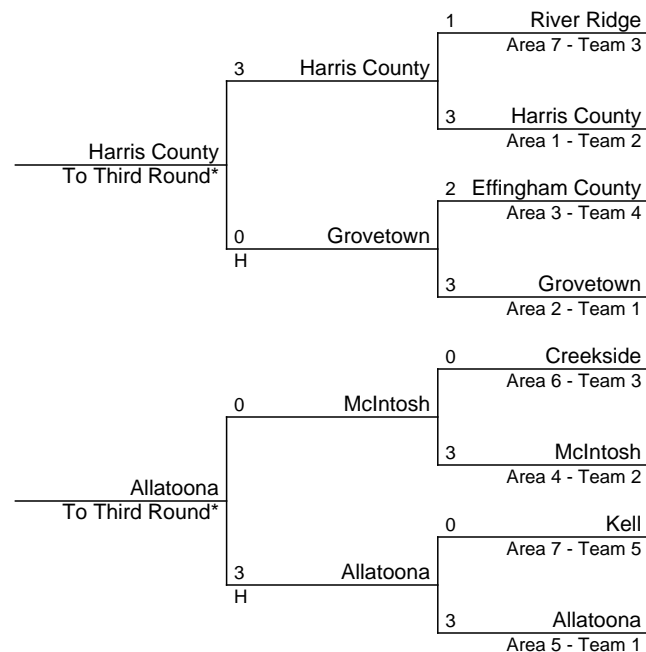 1 River Ridge
Area 7 - Team 3
3 Harris County
3 Harris County
Area 1 - Team 2
Harris County
To Third Round*
2 Effingham County
Area 3 - Team 4
0 Grovetown
H
3 Grovetown
Area 2 - Team 1
0 Creekside
Area 6 - Team 3
0 McIntosh
3 McIntosh
Area 4 - Team 2
Allatoona
To Third Round*
0 Kell
Area 7 - Team 5
3 Allatoona
H
3 Allatoona
Area 5 - Team 1